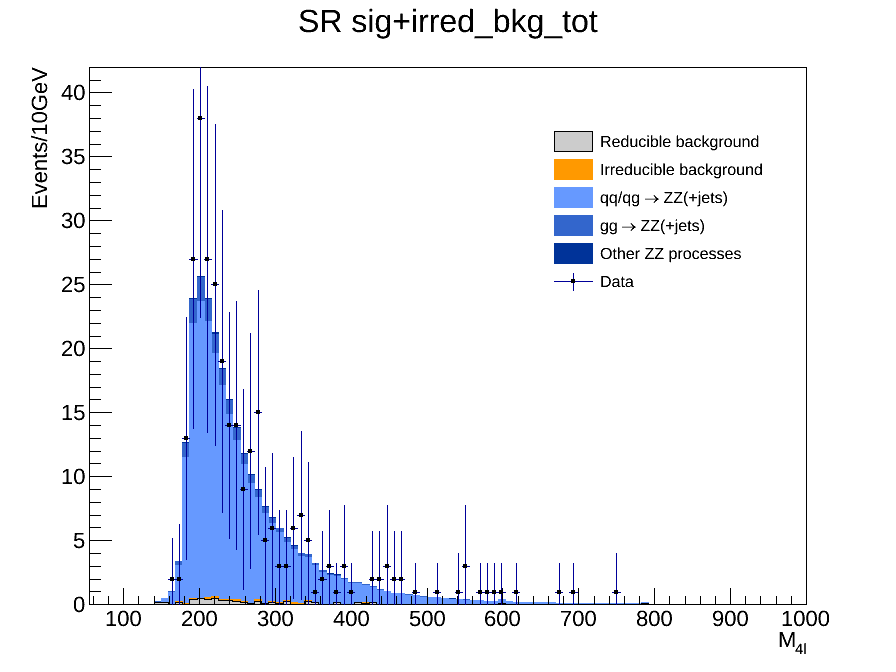 SR sig+irred_bkg_tot
Events/10GeV
40
35
30
25
20
15
10
5
0
Reducible background
Irreducible background
qq/qg → ZZ(+jets)
gg → ZZ(+jets)
Other ZZ processes
Data
100 200 300 400 500 600 700 800 900 1000
M4l